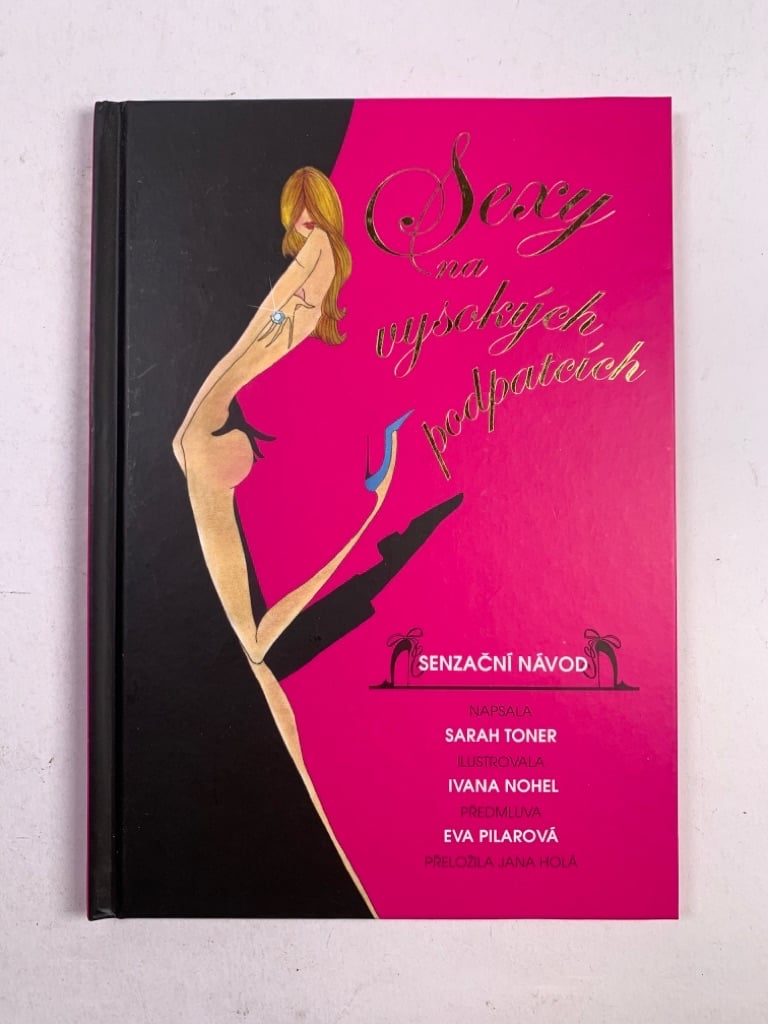 Sexy
na
vysokých
podpatcích
SENZAČNÍ NÁVOD
NAPSALA
SARAH TONER
ILUSTROVALA
IVANA NOHEL
PŘEDMLUVA
EVA PILAROVÁ
PŘELOŽILA JANA HOLÁ